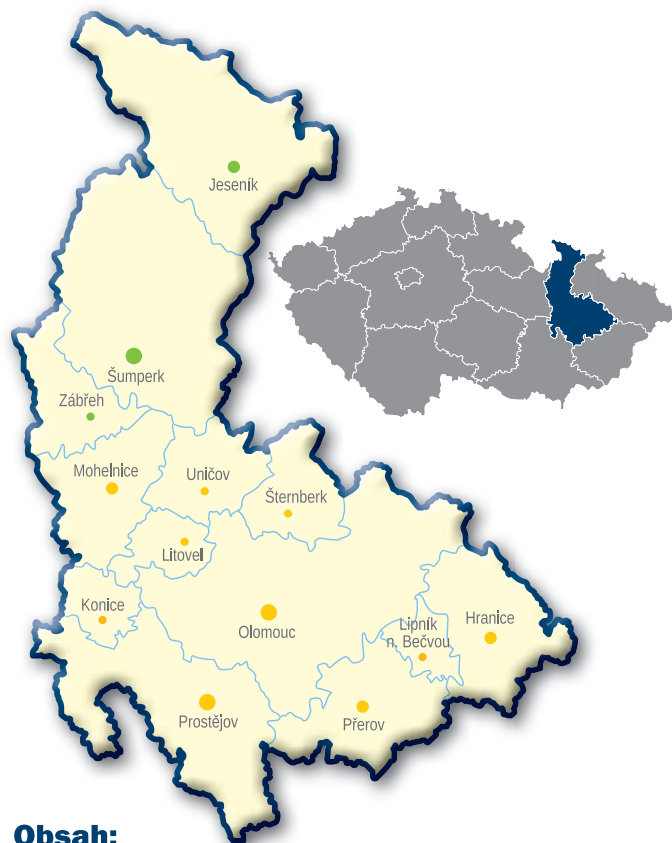 Jeseník
Šumperk
Zábřeh
Mohelnice
Uničov
Šternberk
Litovel
Konice
Olomouc
Lipník
n. Bečvou
Hranice
Prostějov
Přerov
Obsah: